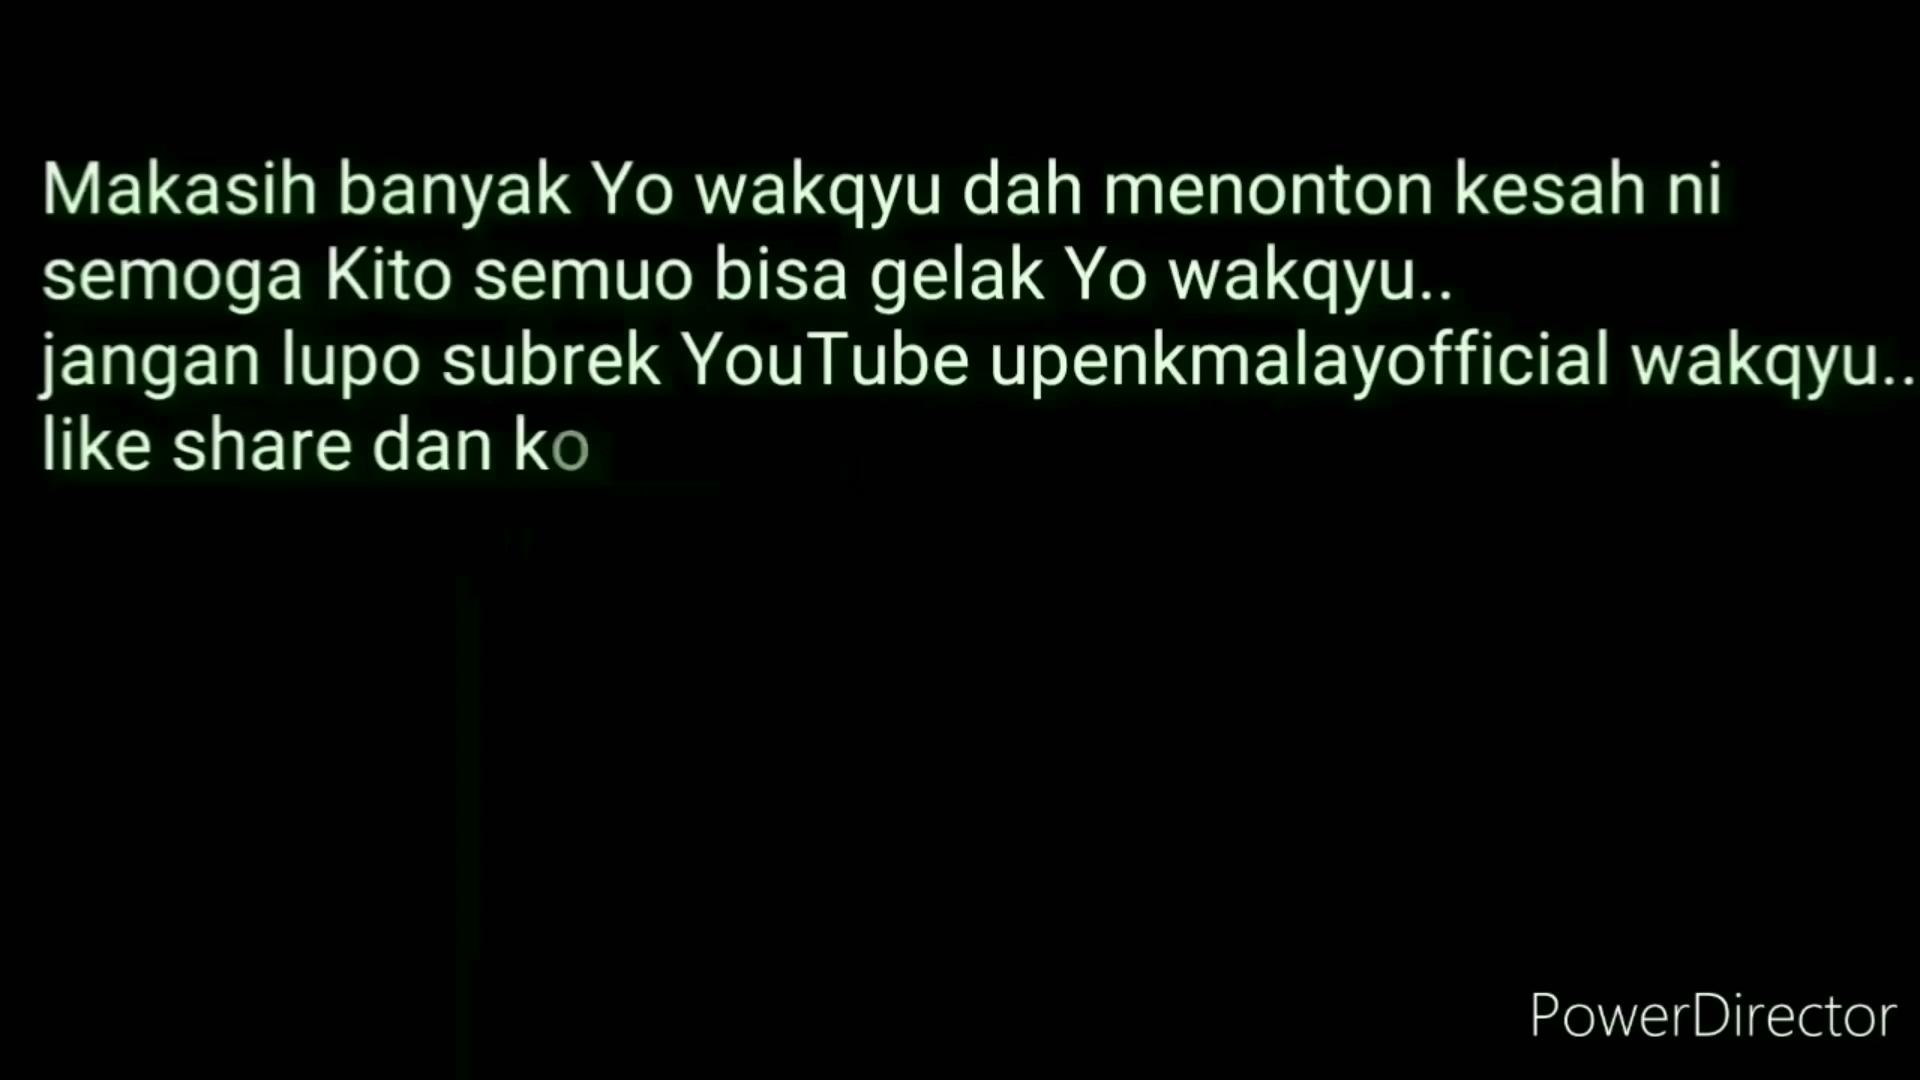 Makasih banyak Yo wakqyu dah menonton kesah ni
semoga Kito semuo bisa gelak Yo wakqyu..
jangan lupo subrek YouTube upenkmalayofficial wakqyu..
like share dan ko
PowerDirector